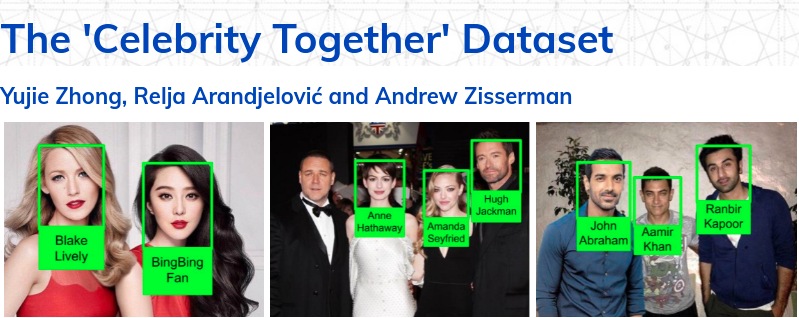 The 'Celebrity Together' Dataset
Yujie Zhong, Relja Arandjelović and Andrew Zisserman
Blake
Lively
BingBing
Fan
Anne
Hathaway
Amanda
Seyfried
Hugh
Jackman
John
Abraham
Aamir
Khan
Ranbir
Kapoor